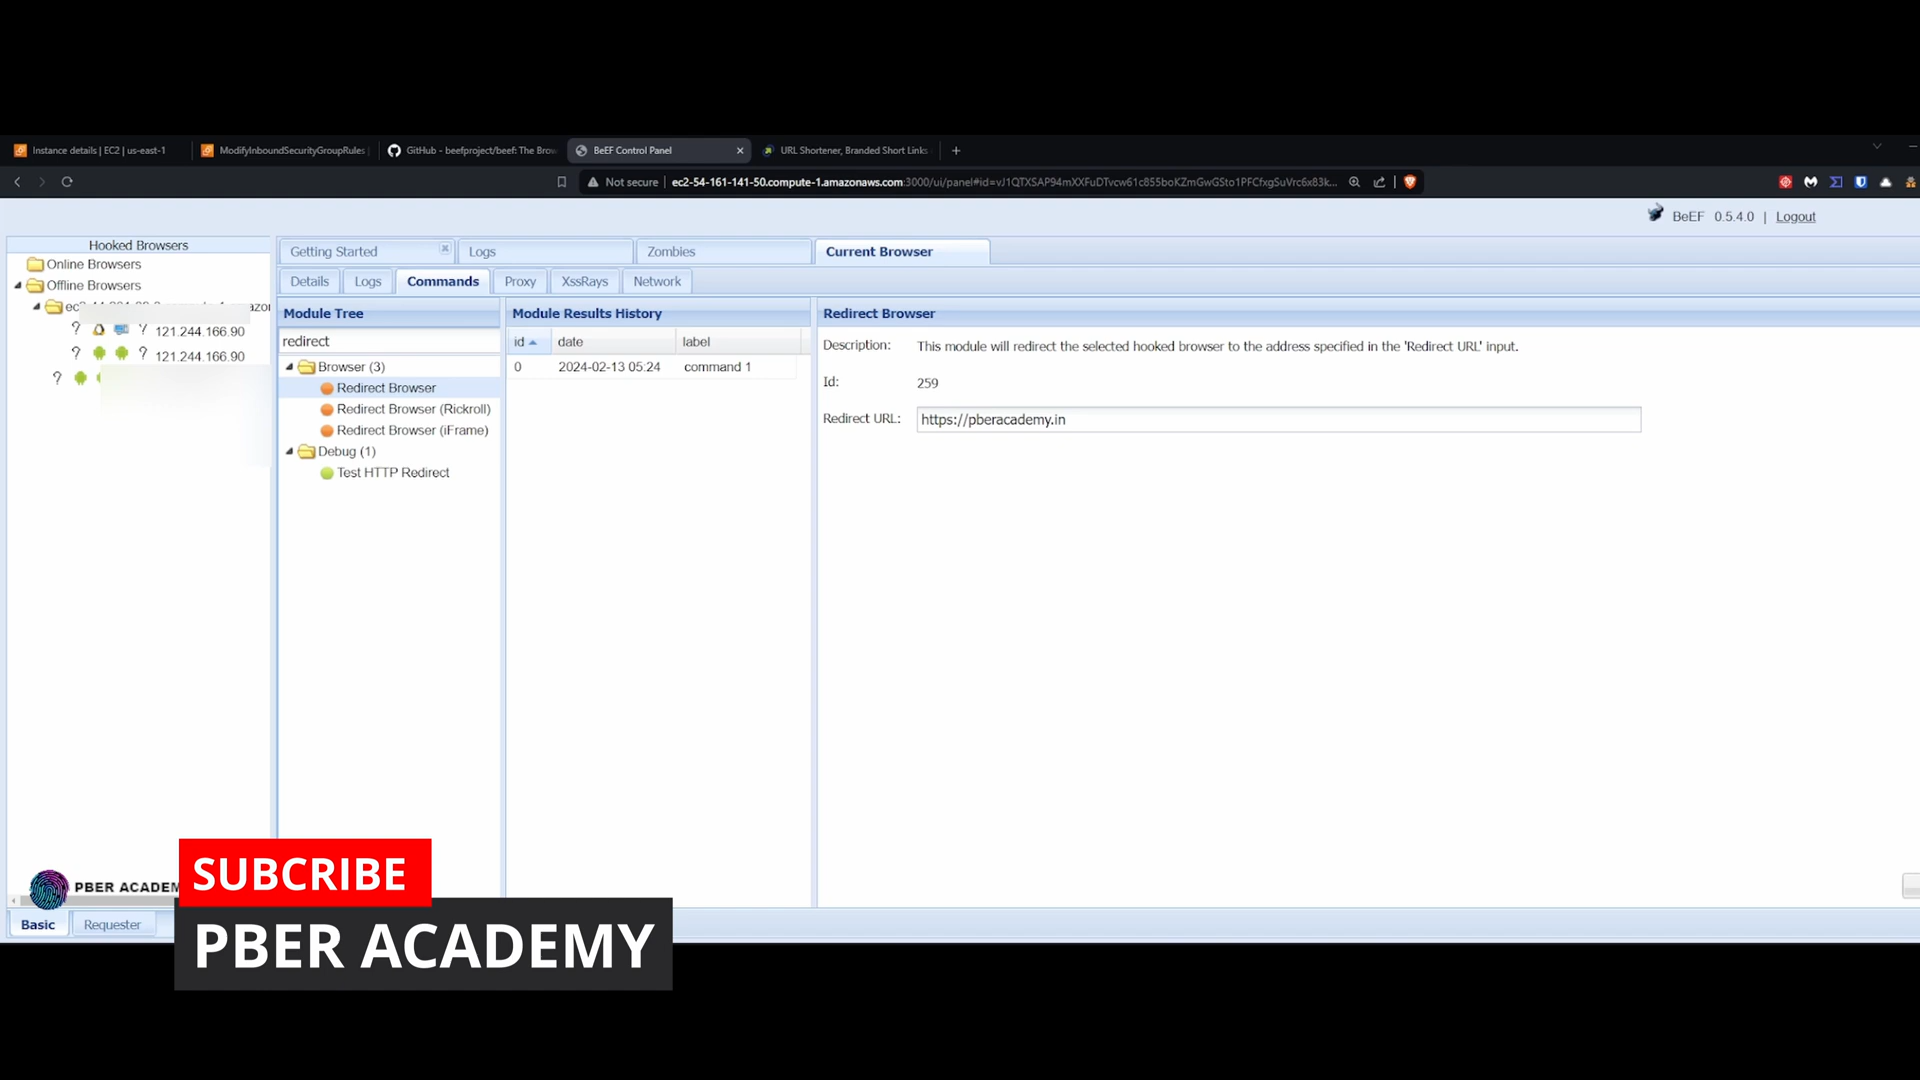 Instance details | EC2 | us-east-1
ModifyInboundSecurityGroupRules |
GitHub - beefproject/beef: The Brow
BeEF Control Panel
URL Shortener, Branded Short Links
Not secure | ec2-54-161-141-50.compute-1.amazonaws.com:3000/ui/panel#id=vJ1QTXSAP94mXXFuDTvcw61c855boKZmGwGSto1PFCfxgSuVrc6x83k...
BeEF 0.5.4.0 | Logout
Hooked Browsers
Online Browsers
Offline Browsers
? ? 121.244.166.90
? ? 121.244.166.90
?
Getting Started
Logs
Zombies
Current Browser
Details
Logs
Commands
Proxy
XssRays
Network
Module Tree
redirect
Browser (3)
Redirect Browser
Redirect Browser (Rickroll)
Redirect Browser (iFrame)
Debug (1)
Test HTTP Redirect
Module Results History
id date label
0 2024-02-13 05:24 command 1
Redirect Browser
Description: This module will redirect the selected hooked browser to the address specified in the 'Redirect URL' input.
Id: 259
Redirect URL: https://pberacademy.in
PBER ACADEM
Basic
Requester
SUBCRIBE
PBER ACADEMY